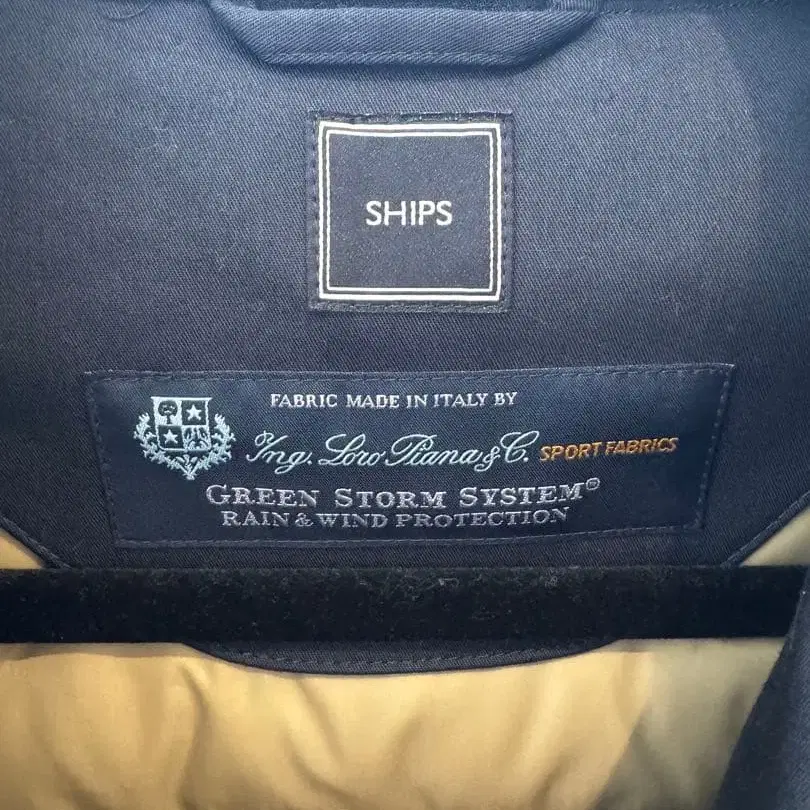 SHIPS
FABRIC MADE IN ITALY BY
Ing. Loro Piana & C. SPORT FABRICS
GREEN STORM SYSTEM®
RAIN & WIND PROTECTION